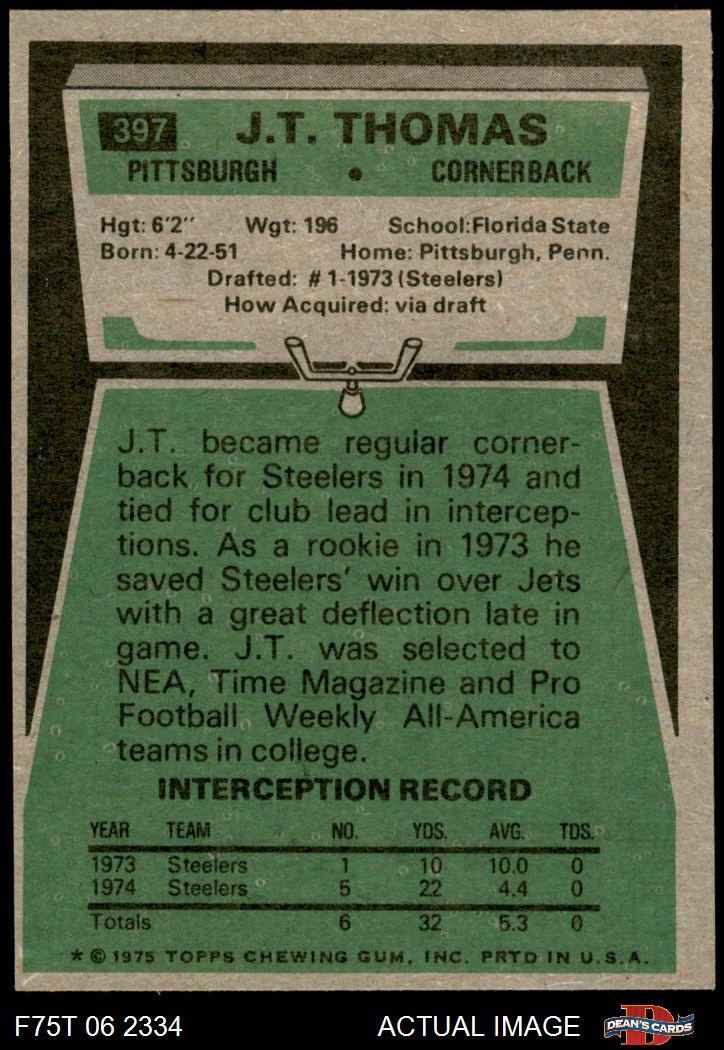 397 J.T. THOMAS
PITTSBURGH • CORNERBACK
Hgt: 6'2" Wgt: 196 School:Florida State
Born: 4-22-51 Home: Pittsburgh, Penn.
Drafted: #1-1973 (Steelers)
How Acquired: via draft
J.T. became regular corner-
back for Steelers in 1974 and
tied for club lead in intercep-
tions. As a rookie in 1973 he
saved Steelers' win over Jets
with a great deflection late in
game. J.T. was selected to
NEA, Time Magazine and Pro
Football Weekly All-America
teams in college.
INTERCEPTION RECORD
YEAR TEAM NO. YDS. AVG. TDS.
1973 Steelers 1 10 10.0 0
1974 Steelers 5 22 4.4 0
Totals 6 32 5.3 0
* © 1975 TOPPS CHEWING GUM, INC. PRTD IN U.S.A.
F75T 06 2334 ACTUAL IMAGE DEAN'S CARDS